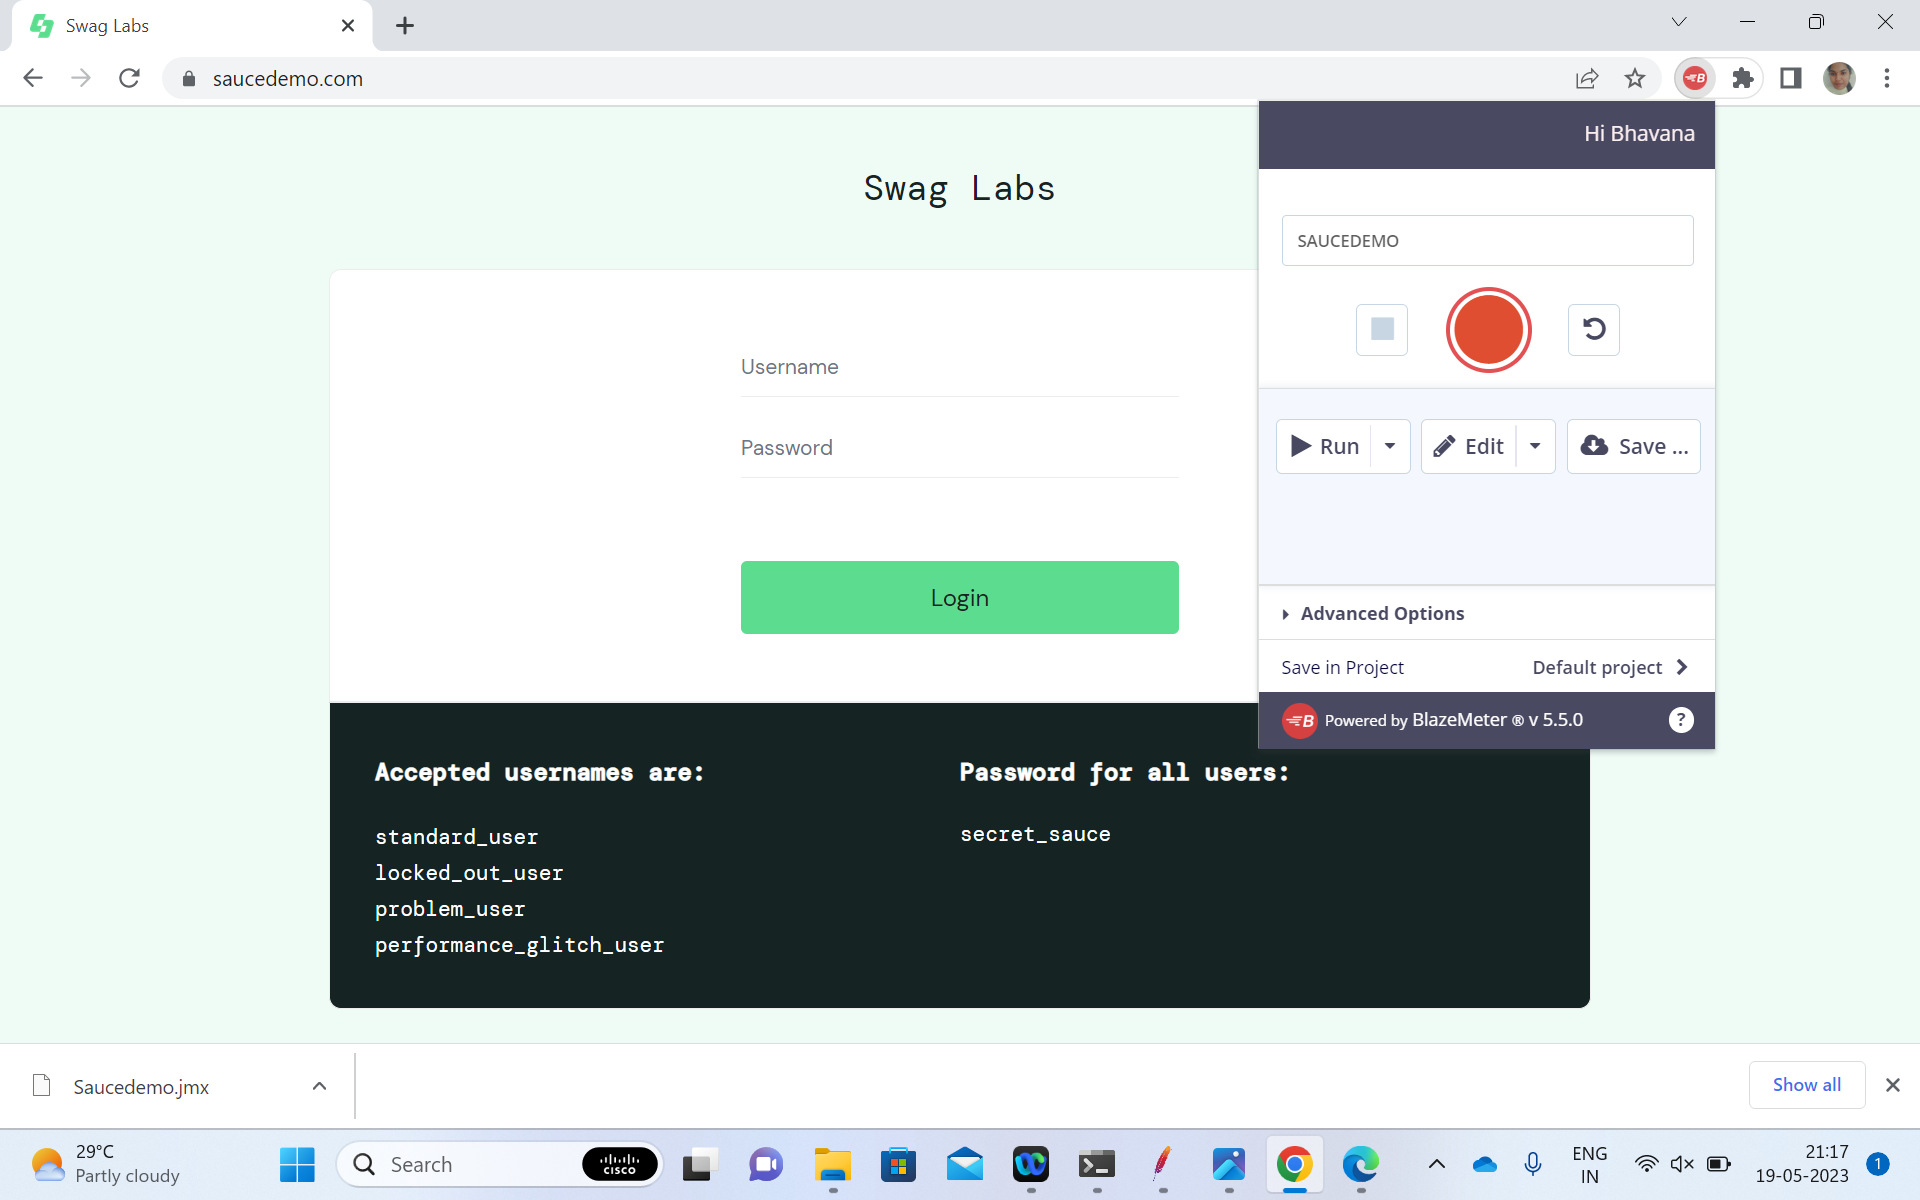 Swag Labs
saucedemo.com
Hi Bhavana
Swag Labs
SAUCEDEMO
Username
Password
Run
Edit
Save ...
Login
Advanced Options
Save in Project
Default project
B Powered by BlazeMeter ® v 5.5.0
?
Accepted usernames are:
standard_user
locked_out_user
problem_user
performance_glitch_user
Password for all users:
secret_sauce
Saucedemo.jmx
Show all
29°C
Partly cloudy
Search
CISCO
ENG
IN
21:17
19-05-2023
1